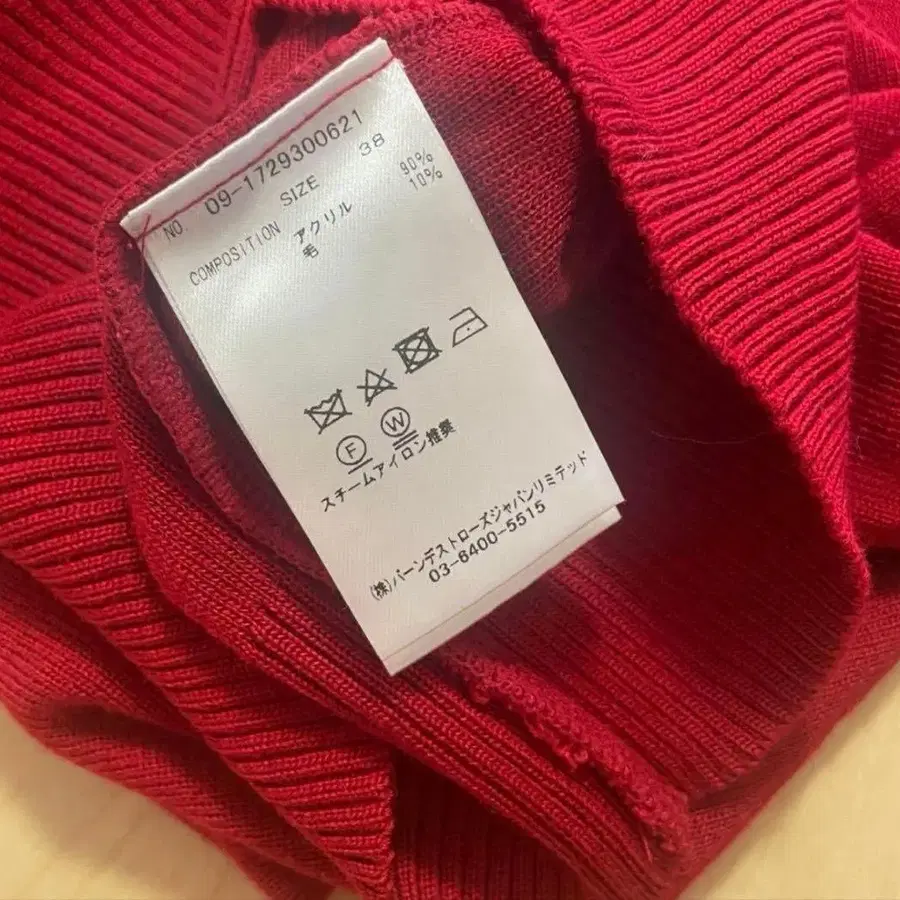 NO. 09-1729300621
SIZE 38
COMPOSITION アクリル 90%
毛 10%
F W
スチームアイロン推奨
(株)バーンデストローズジャパンリミテッド
03-6400-5515